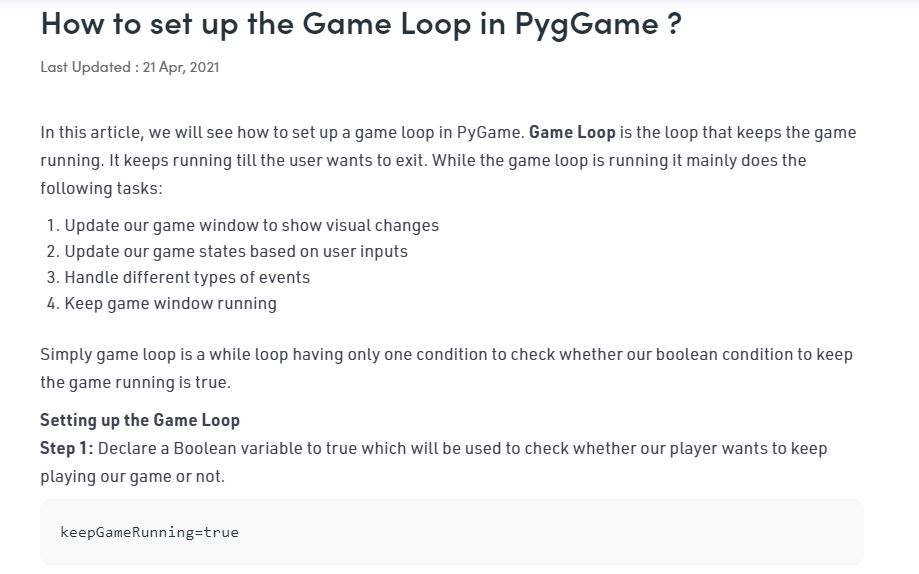 How to set up the Game Loop in PygGame ?
Last Updated : 21 Apr, 2021
In this article, we will see how to set up a game loop in PyGame. Game Loop is the loop that keeps the game
running. It keeps running till the user wants to exit. While the game loop is running it mainly does the
following tasks:
1. Update our game window to show visual changes
2. Update our game states based on user inputs
3. Handle different types of events
4. Keep game window running
Simply game loop is a while loop having only one condition to check whether our boolean condition to keep
the game running is true.
Setting up the Game Loop
Step 1: Declare a Boolean variable to true which will be used to check whether our player wants to keep
playing our game or not.
keepGameRunning=true